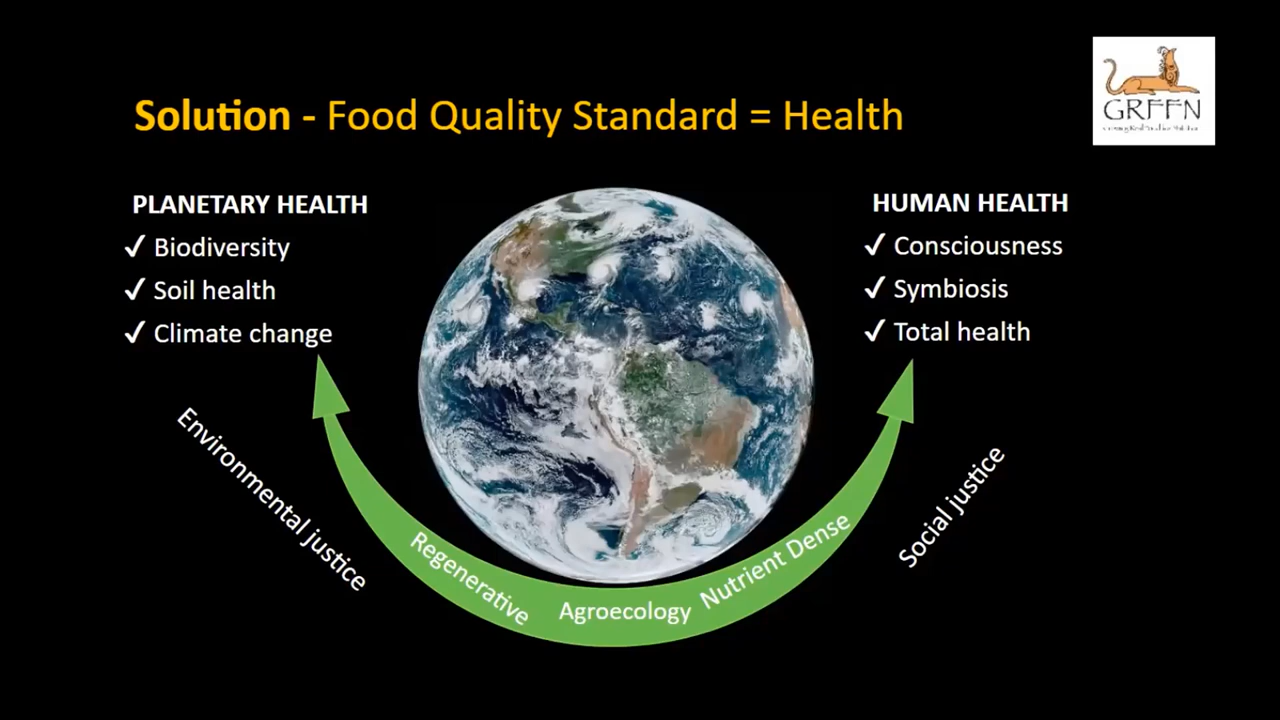 Solution - Food Quality Standard = Health
GRFFN
PLANETARY HEALTH
✓ Biodiversity
✓ Soil health
✓ Climate change
HUMAN HEALTH
✓ Consciousness
✓ Symbiosis
✓ Total health
Environmental justice
Regenerative
Agroecology
Nutrient Dense
Social justice